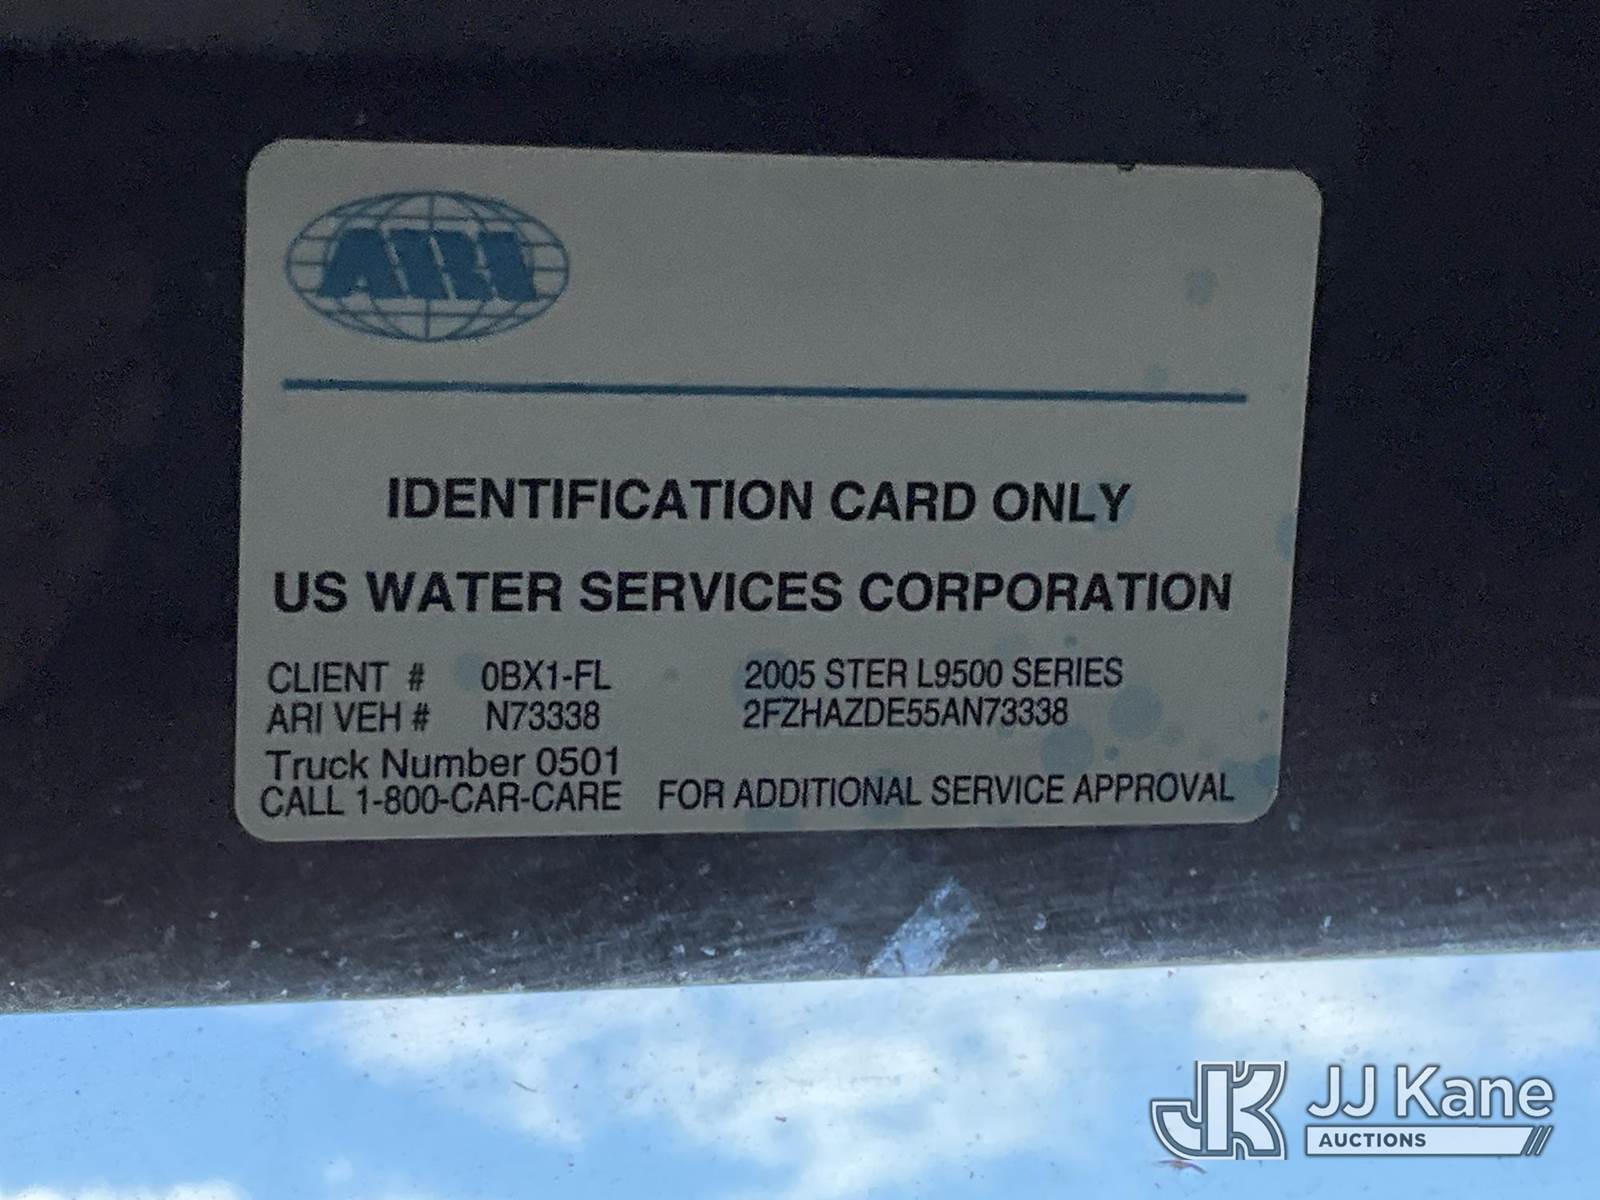 ARI
IDENTIFICATION CARD ONLY
US WATER SERVICES CORPORATION
CLIENT # 0BX1-FL 2005 STER L9500 SERIES
ARI VEH # N73338 2FZHAZDE55AN73338
Truck Number 0501
CALL 1-800-CAR-CARE FOR ADDITIONAL SERVICE APPROVAL
JK JJ Kane
AUCTIONS